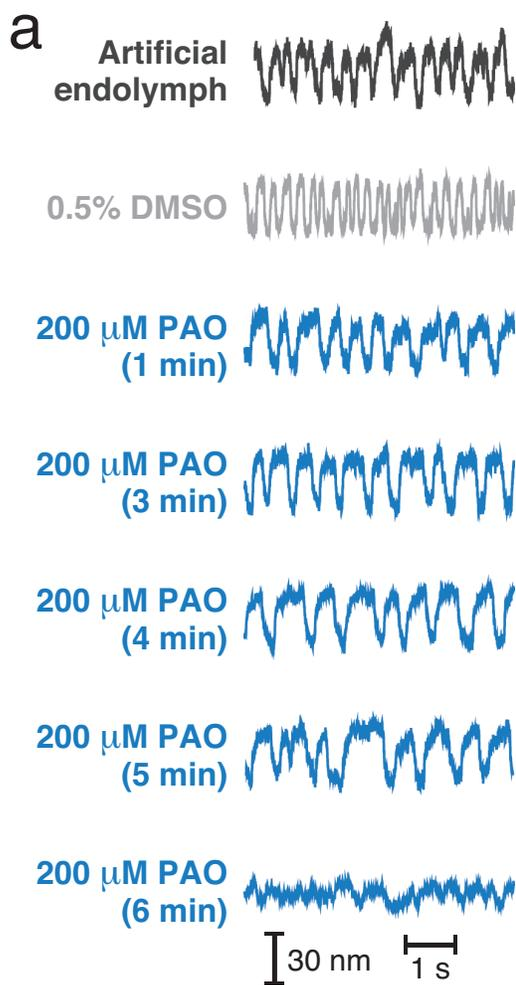 a
Artificial
endolymph
0.5% DMSO
200 μM PAO
(1 min)
200 μM PAO
(3 min)
200 μM PAO
(4 min)
200 μM PAO
(5 min)
200 μM PAO
(6 min)
30 nm
1 s